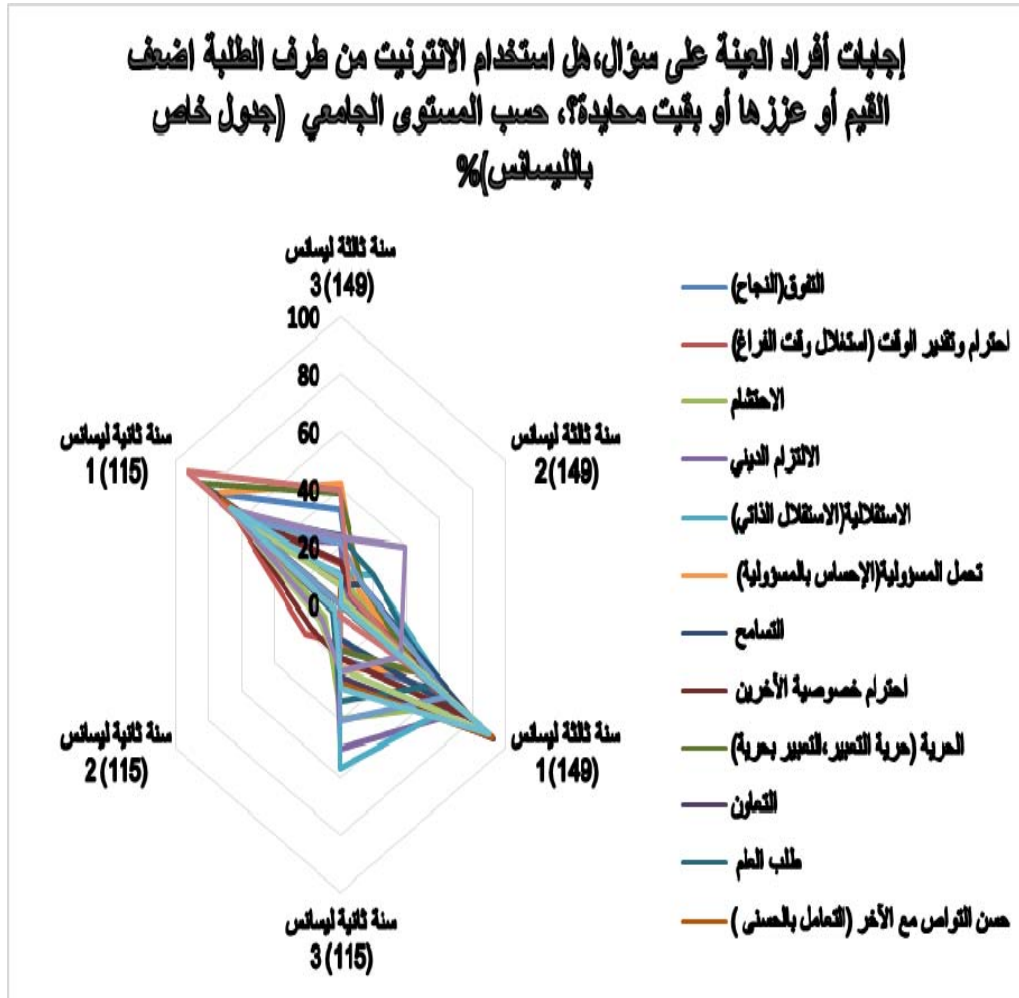 إجابات أفراد العينة على سؤال،هل استخدام الإنترنيت من طرف الطلبة اضعف
القيم أو عززها أو بقيت محايدة؟، حسب المستوى الجامعي (جدول خاص
بالليسانس)%
سنة ثالثة ليسانس
3 (149)
100
80
60
40
20
0
سنة ثالثة ليسانس
2 (149)
سنة ثالثة ليسانس
1 (149)
سنة ثانية ليسانس
3 (115)
سنة ثانية ليسانس
2 (115)
سنة ثانية ليسانس
1 (115)
التفوق(النجاح)
احترام وتقدير الوقت (استغلال وقت الفراغ)
الاحتشام
الالتزام الديني
الاستقلالية(الاستقلال الذاتي)
تحمل المسؤولية(الإحساس بالمسؤولية)
التسامح
احترام خصوصية الآخرين
الحرية (حرية التعبير،التعبير بحرية)
التعاون
طلب العلم
حسن التواص مع الآخر (التعامل بالحسنى )